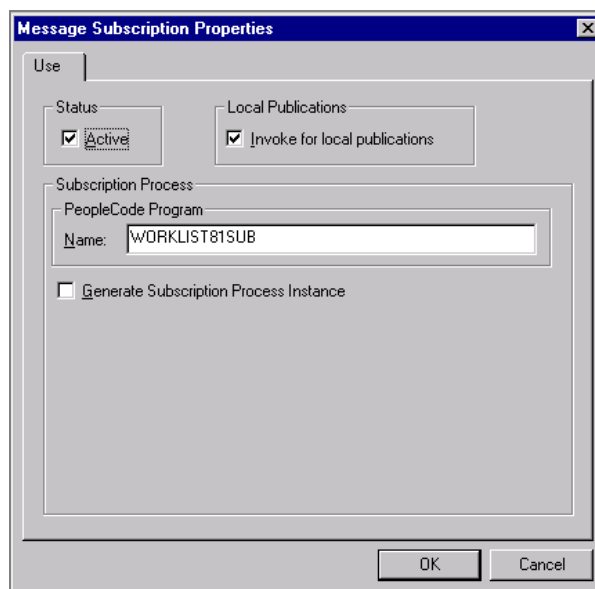 Message Subscription Properties
Use
Status
Local Publications
Active
Invoke for local publications
Subscription Process
PeopleCode Program
Name: WORKLIST81SUB
Generate Subscription Process Instance
OK
Cancel